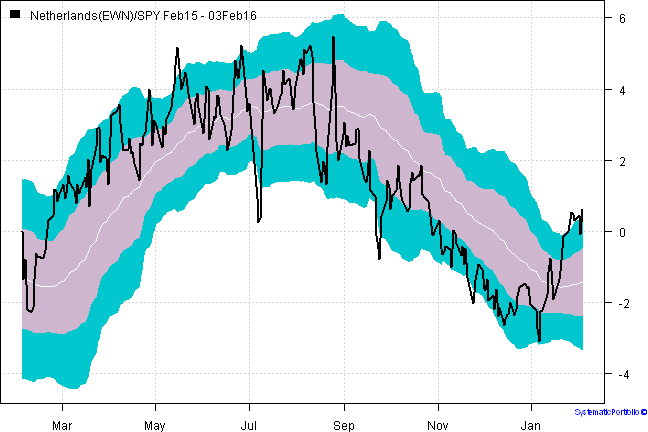 Netherlands(EWN)/SPY Feb15 - 03Feb16
6
4
2
0
-2
-4
Mar May Jul Sep Nov Jan
SystematicPortfolio ©